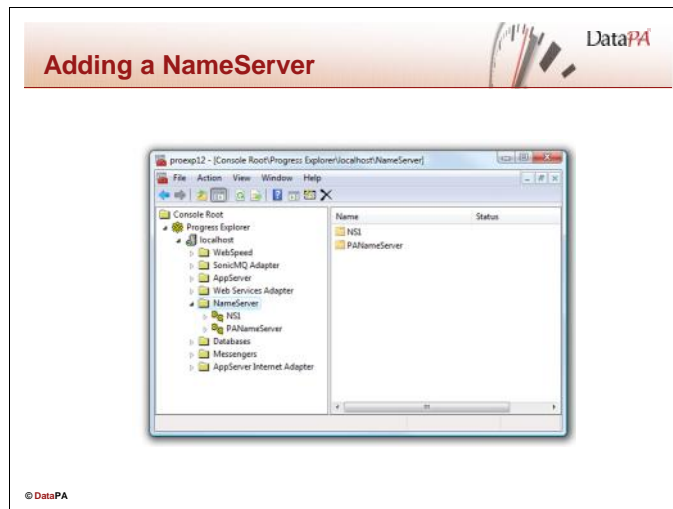 DataPA
Adding a NameServer
proexp12 - [Console Root\Progress Explorer\localhost\NameServer]
File Action View Window Help
Console Root
Progress Explorer
localhost
WebSpeed
SonicMQ Adapter
AppServer
Web Services Adapter
NameServer
NS1
PANameServer
Databases
Messengers
AppServer Internet Adapter
Name Status
NS1
PANameServer
© DataPA